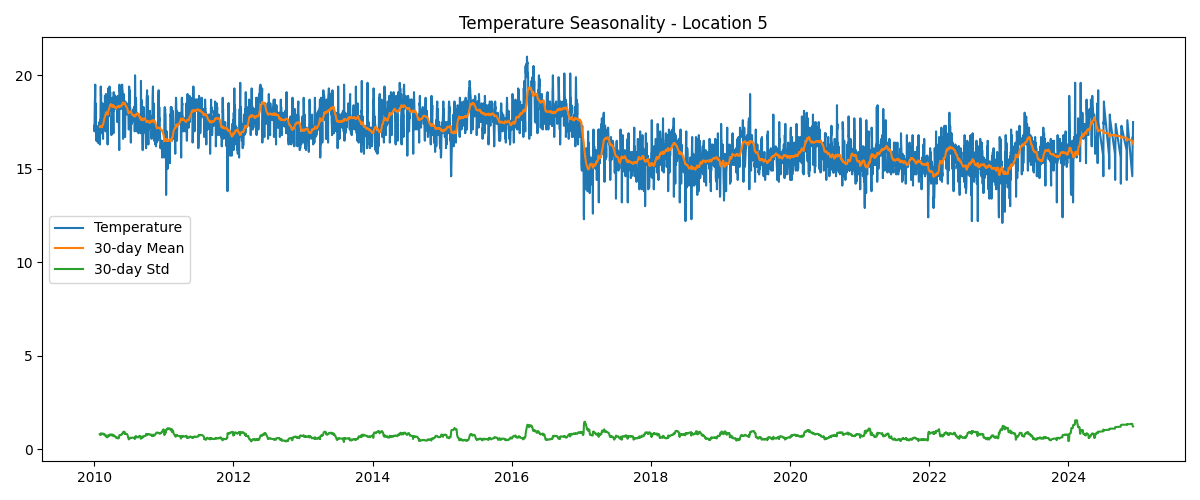 Temperature Seasonality - Location 5
20
15
10
5
0
Temperature
30-day Mean
30-day Std
2010 2012 2014 2016 2018 2020 2022 2024